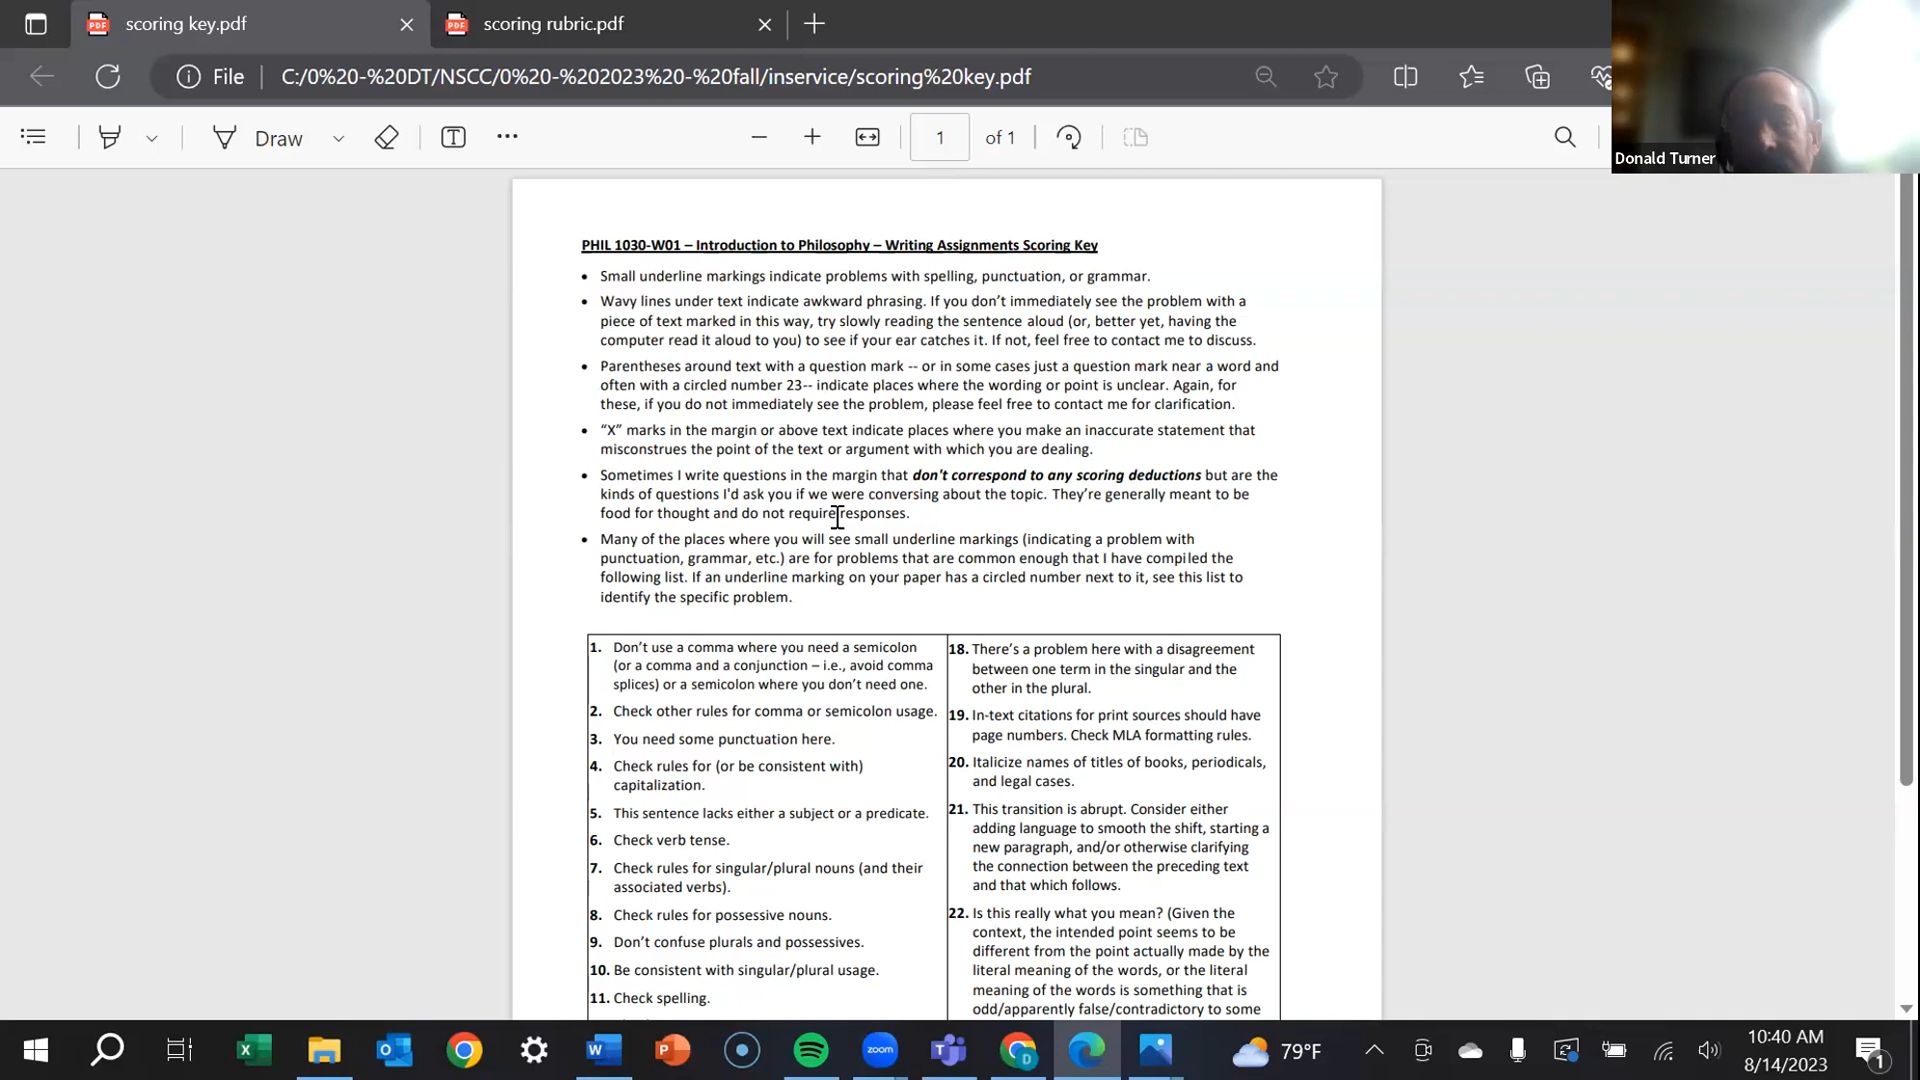 scoring key.pdf
scoring rubric.pdf
File
C:/0%20-%20DT/NSCC/0%20-%202023%20-%20fall/inservice/scoring%20key.pdf
Draw
1 of 1
Donald Turner
PHIL 1030-W01 – Introduction to Philosophy – Writing Assignments Scoring Key
• Small underline markings indicate problems with spelling, punctuation, or grammar.
• Wavy lines under text indicate awkward phrasing. If you don’t immediately see the problem with a
piece of text marked in this way, try slowly reading the sentence aloud (or, better yet, having the
computer read it aloud to you) to see if your ear catches it. If not, feel free to contact me to discuss.
• Parentheses around text with a question mark -- or in some cases just a question mark near a word and
often with a circled number 23-- indicate places where the wording or point is unclear. Again, for
these, if you do not immediately see the problem, please feel free to contact me for clarification.
• “X” marks in the margin or above text indicate places where you make an inaccurate statement that
misconstrues the point of the text or argument with which you are dealing.
• Sometimes I write questions in the margin that don't correspond to any scoring deductions but are the
kinds of questions I'd ask you if we were conversing about the topic. They’re generally meant to be
food for thought and do not require responses.
• Many of the places where you will see small underline markings (indicating a problem with
punctuation, grammar, etc.) are for problems that are common enough that I have compiled the
following list. If an underline marking on your paper has a circled number next to it, see this list to
identify the specific problem.
1. Don’t use a comma where you need a semicolon
(or a comma and a conjunction – i.e., avoid comma
splices) or a semicolon where you don’t need one.
2. Check other rules for comma or semicolon usage.
3. You need some punctuation here.
4. Check rules for (or be consistent with)
capitalization.
5. This sentence lacks either a subject or a predicate.
6. Check verb tense.
7. Check rules for singular/plural nouns (and their
associated verbs).
8. Check rules for possessive nouns.
9. Don’t confuse plurals and possessives.
10. Be consistent with singular/plural usage.
11. Check spelling.
18. There’s a problem here with a disagreement
between one term in the singular and the
other in the plural.
19. In-text citations for print sources should have
page numbers. Check MLA formatting rules.
20. Italicize names of titles of books, periodicals,
and legal cases.
21. This transition is abrupt. Consider either
adding language to smooth the shift, starting a
new paragraph, and/or otherwise clarifying
the connection between the preceding text
and that which follows.
22. Is this really what you mean? (Given the
context, the intended point seems to be
different from the point actually made by the
literal meaning of the words, or the literal
meaning of the words is something that is
odd/apparently false/contradictory to some
zoom
79°F
10:40 AM
8/14/2023
1